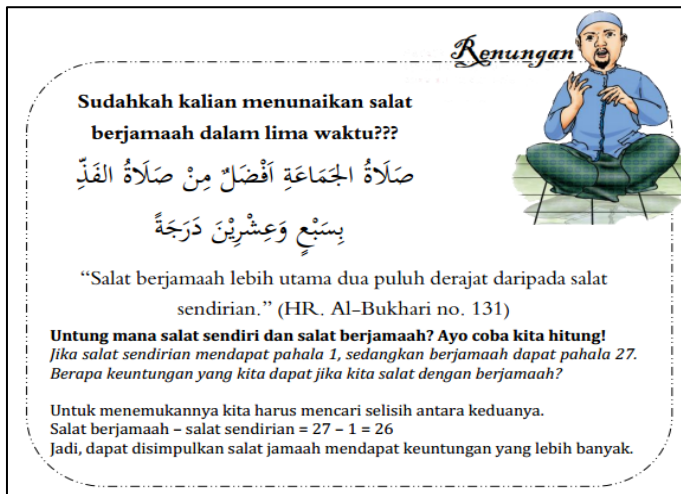 Renungan
Sudahkah kalian menunaikan salat
berjamaah dalam lima waktu???
صَلَاةُ الجَمَاعَةِ اَفْضَلٌ مِنْ صَلَاةُ الفَذِّ
بِسَبْعٍ وَعِشْرِيْنَ دَرَجَةً
“Salat berjamaah lebih utama dua puluh derajat daripada salat
sendirian.” (HR. Al-Bukhari no. 131)
Untung mana salat sendiri dan salat berjamaah? Ayo coba kita hitung!
Jika salat sendirian mendapat pahala 1, sedangkan berjamaah dapat pahala 27.
Berapa keuntungan yang kita dapat jika kita salat dengan berjamaah?
Untuk menemukannya kita harus mencari selisih antara keduanya.
Salat berjamaah – salat sendirian = 27 – 1 = 26
Jadi, dapat disimpulkan salat jamaah mendapat keuntungan yang lebih banyak.